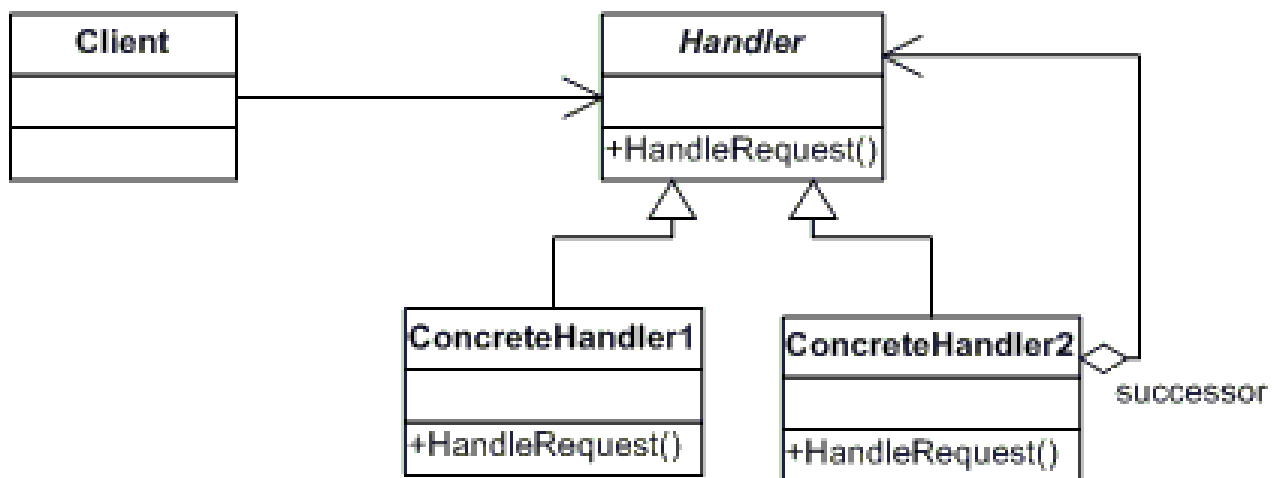 Client
Handler
+HandleRequest()
ConcreteHandler1
+HandleRequest()
ConcreteHandler2
successor
+HandleRequest()